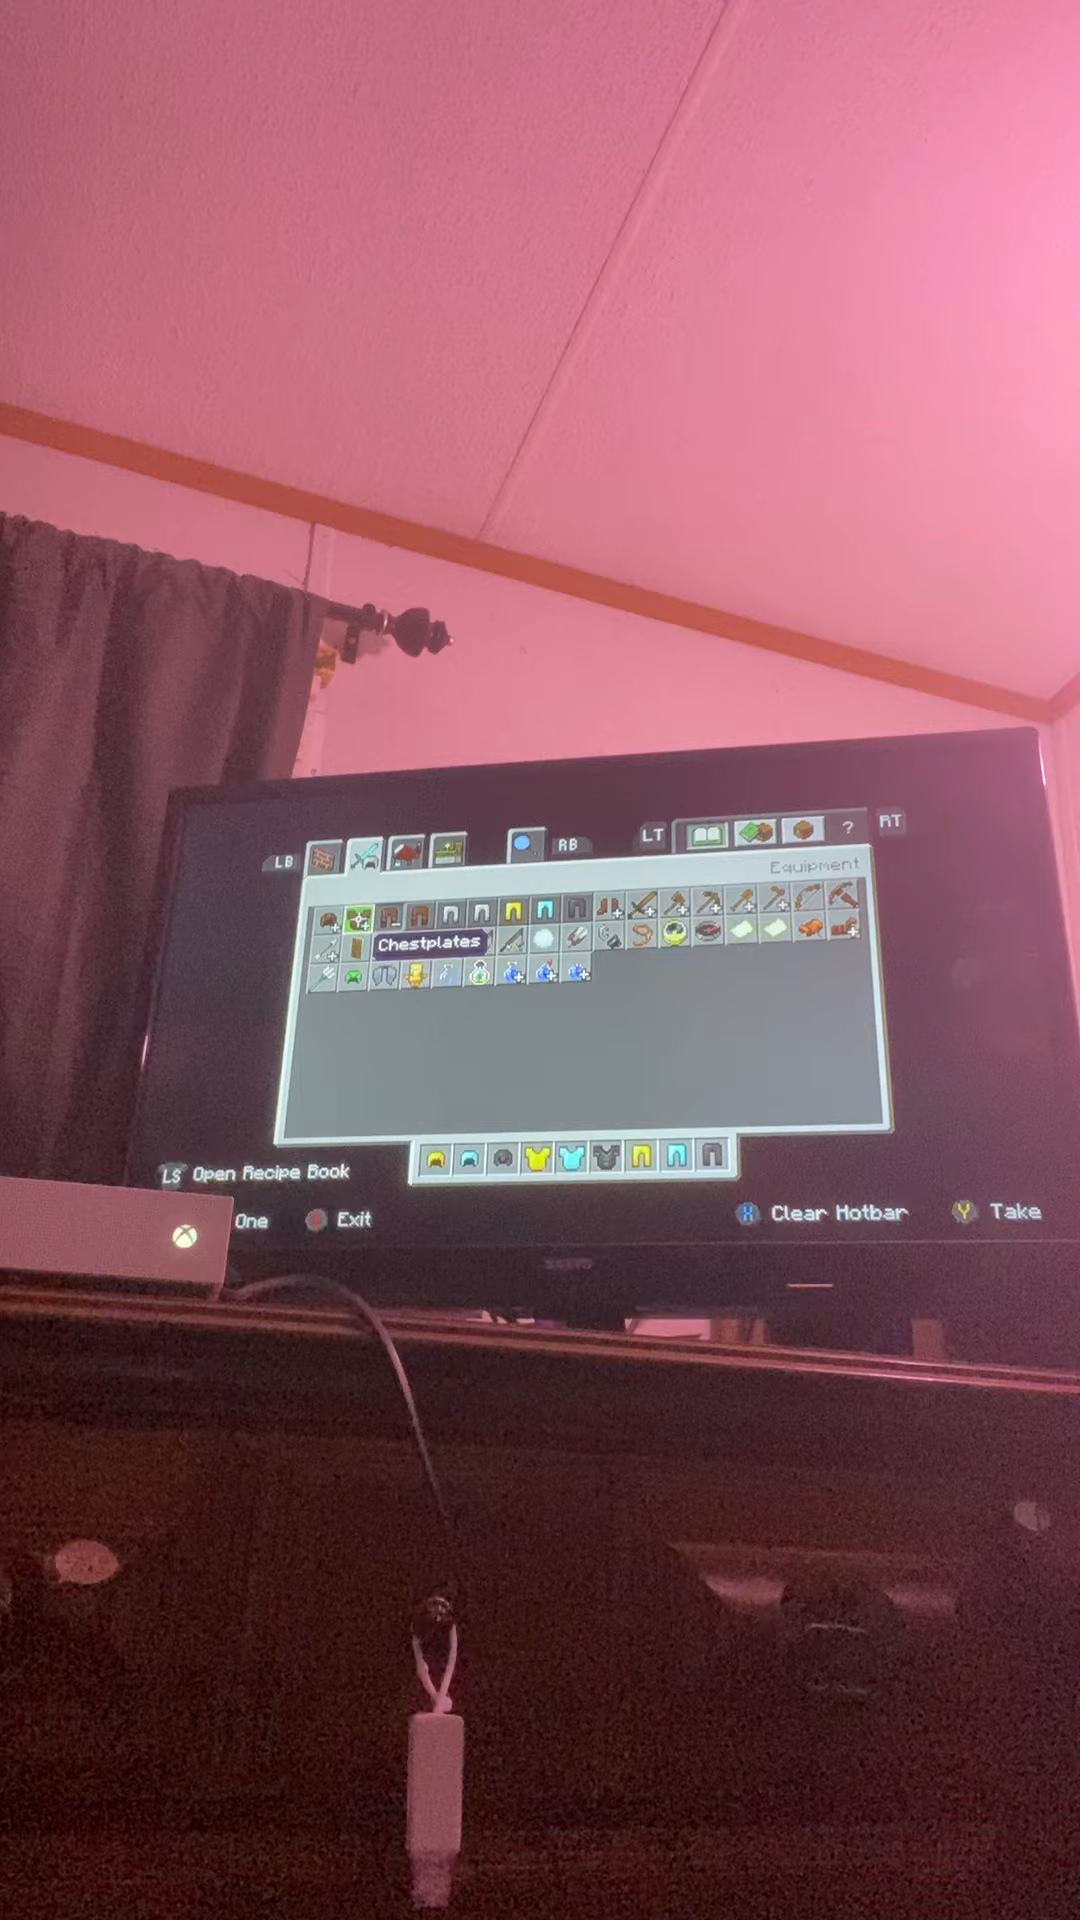 LB
RB
LT
?
RT
Equipment
Chestplates
LS Open Recipe Book
One
Exit
X Clear Hotbar
Y Take